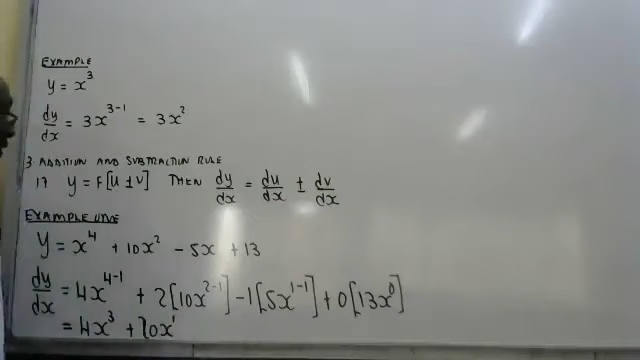 EXAMPLE
y = x³
dy/dx = 3x³⁻¹ = 3x²
3 ADDITION AND SUBTRACTION RULE
If y = f[u ± v] THEN dy/dx = du/dx ± dv/dx
EXAMPLE ONE
y = x⁴ + 10x² - 5x + 13
dy/dx = 4x⁴⁻¹ + 2[10x²⁻¹] - 1[5x¹⁻¹] + 0[13x⁰]
= 4x³ + 20x¹